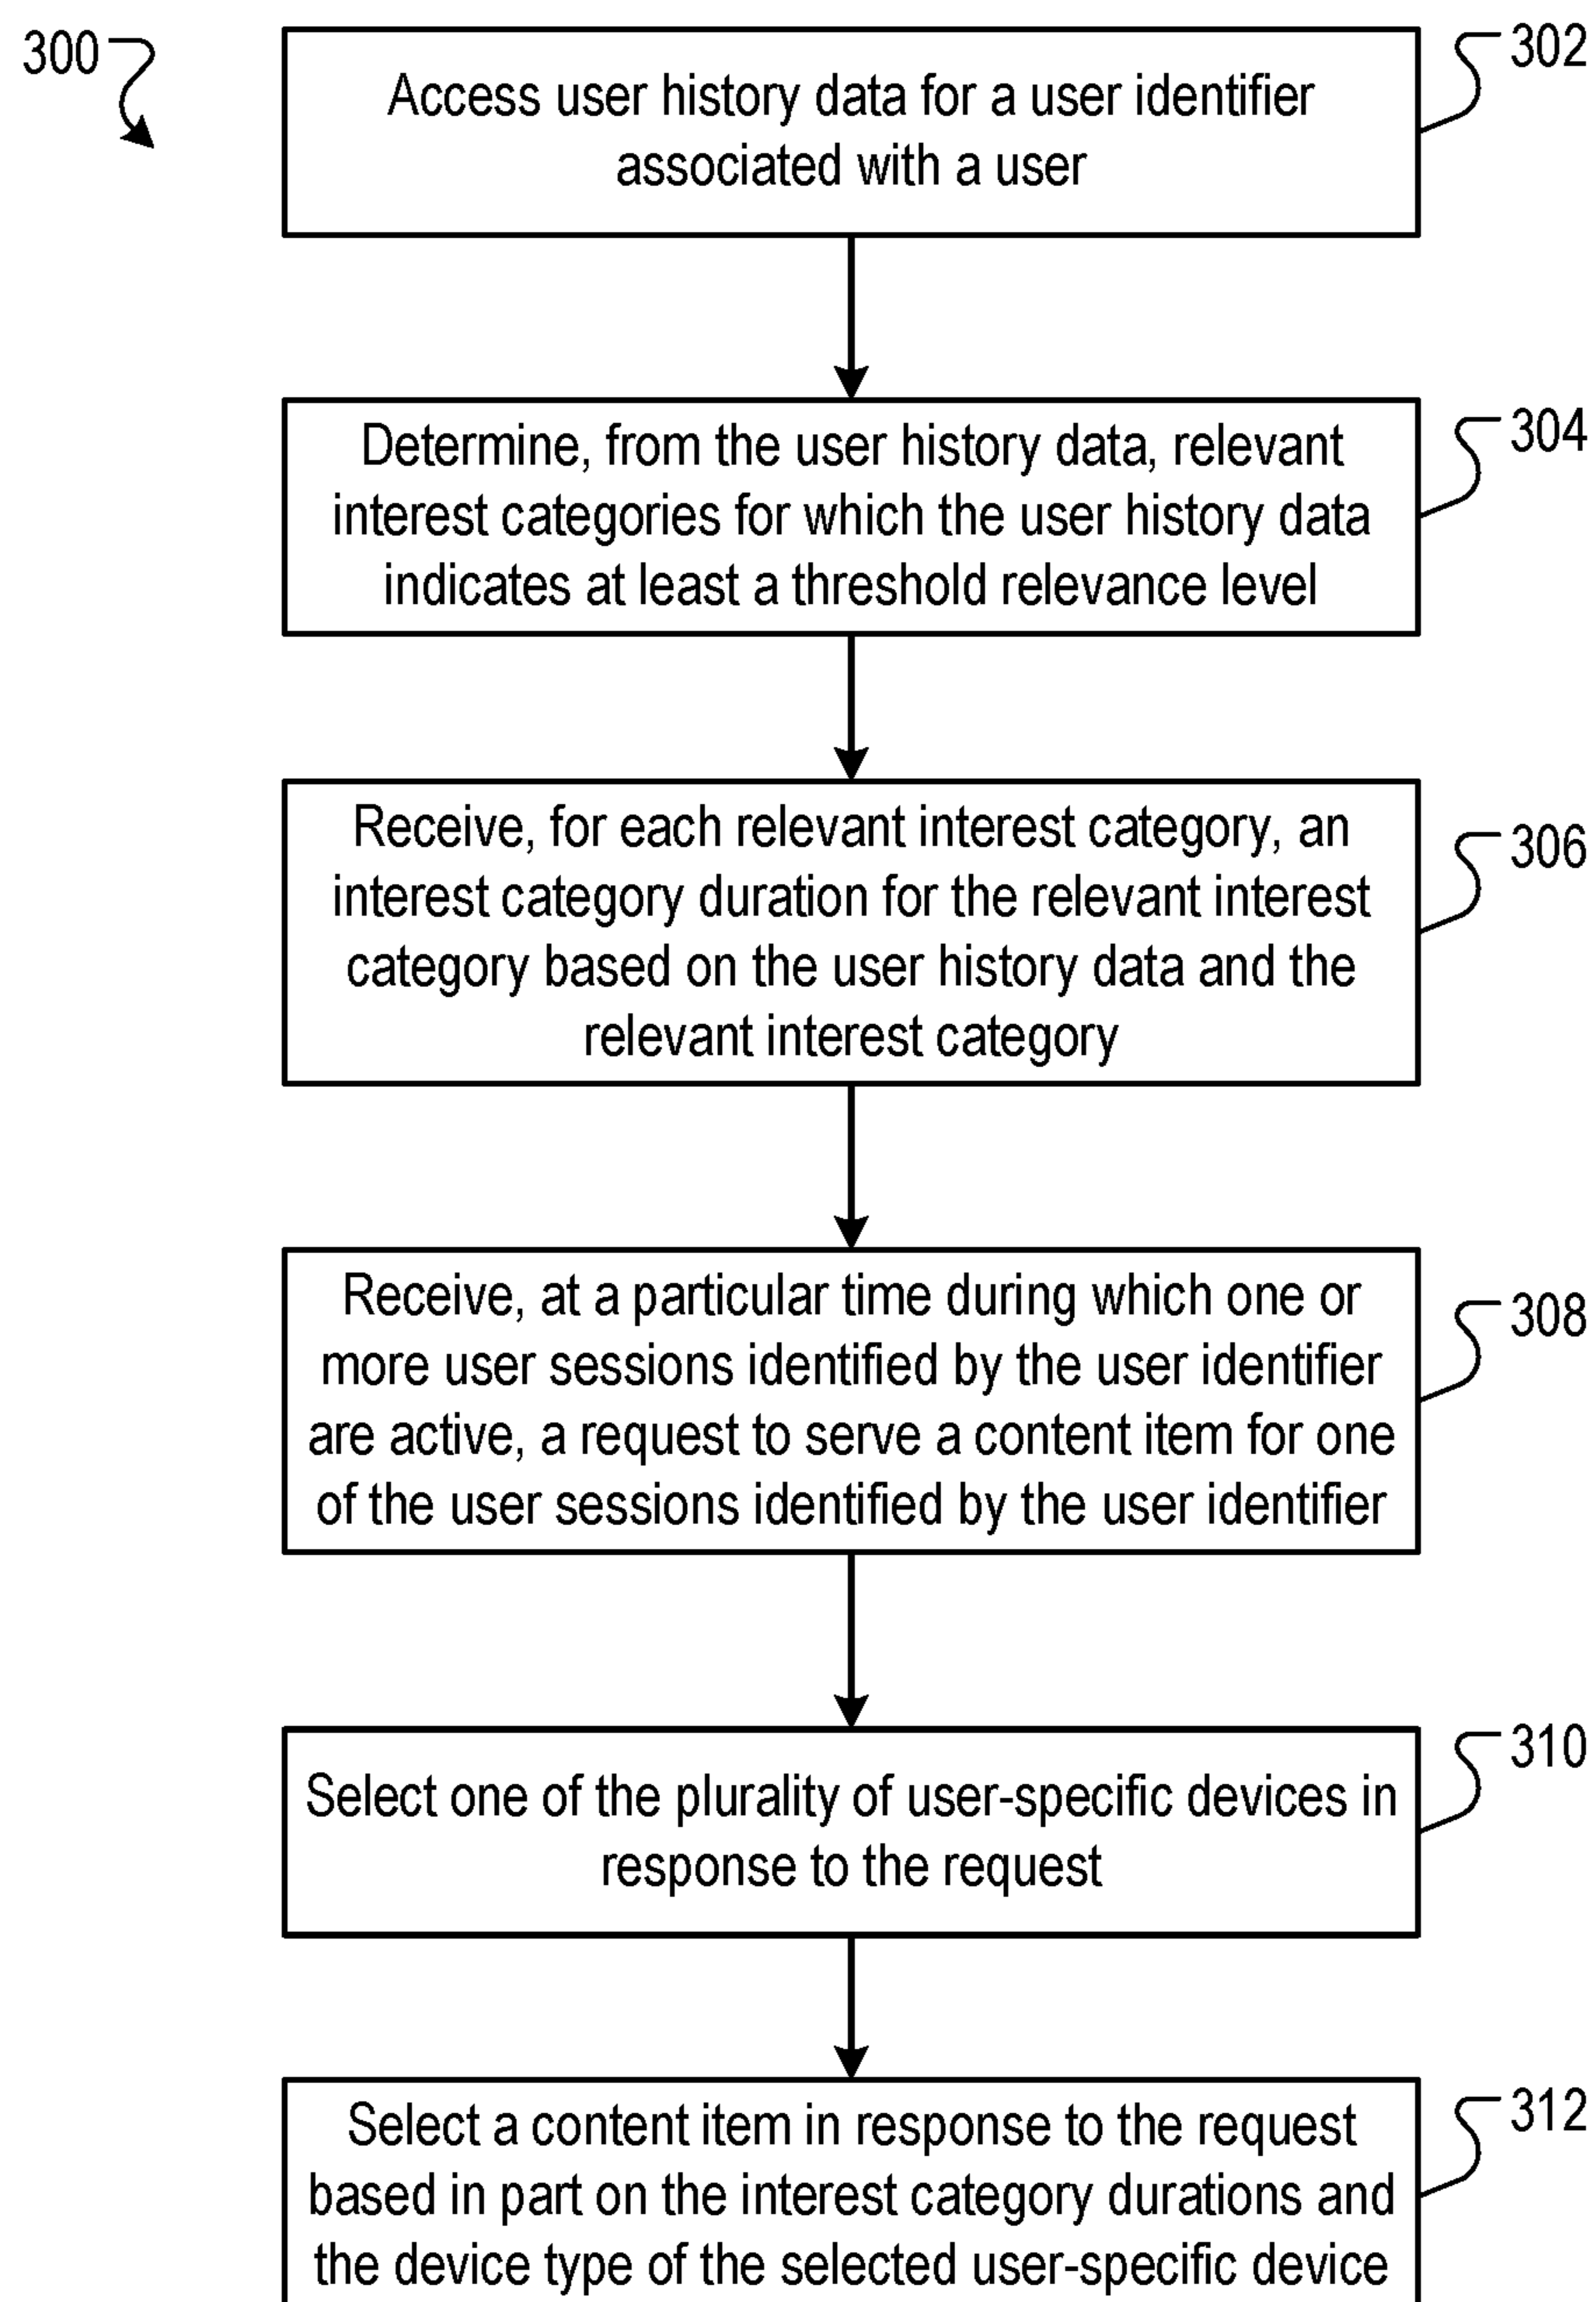 300
302
Access user history data for a user identifier
associated with a user
304
Determine, from the user history data, relevant
interest categories for which the user history data
indicates at least a threshold relevance level
306
Receive, for each relevant interest category, an
interest category duration for the relevant interest
category based on the user history data and the
relevant interest category
308
Receive, at a particular time during which one or
more user sessions identified by the user identifier
are active, a request to serve a content item for one
of the user sessions identified by the user identifier
310
Select one of the plurality of user-specific devices in
response to the request
312
Select a content item in response to the request
based in part on the interest category durations and
the device type of the selected user-specific device